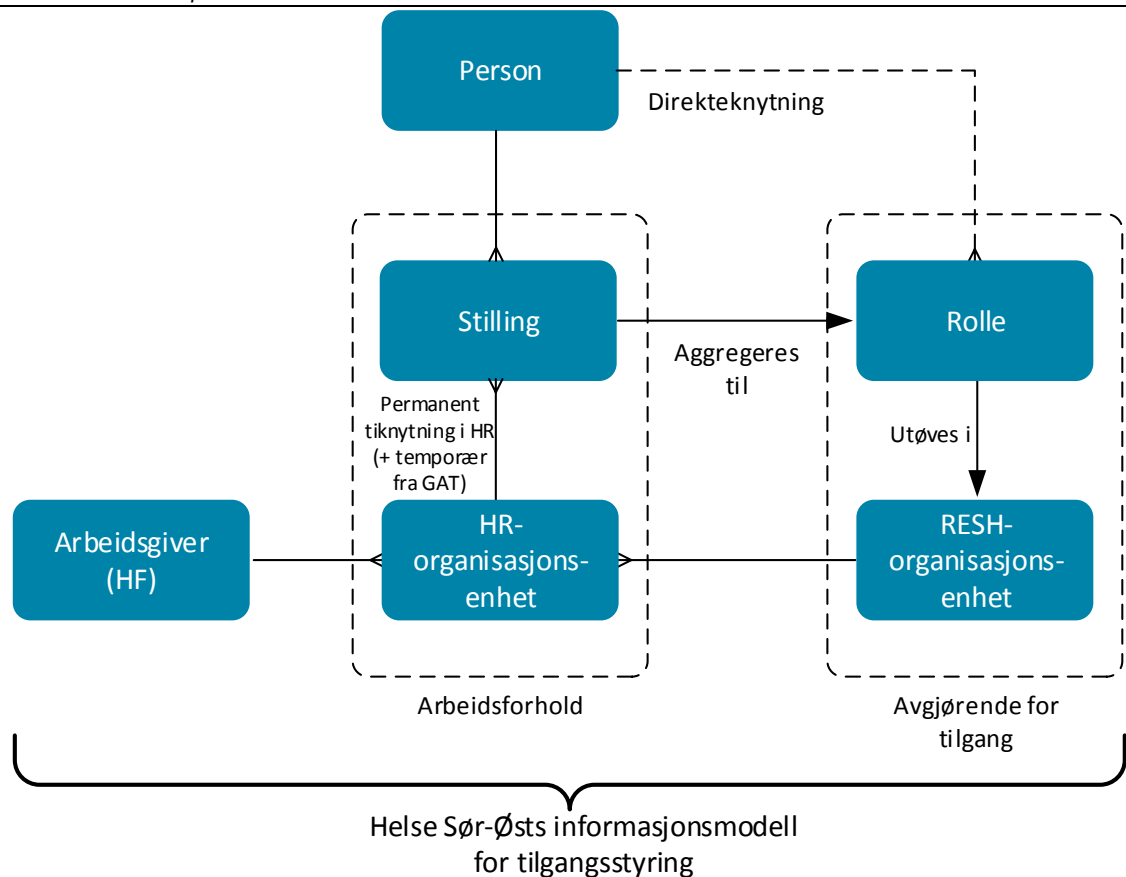 Person
Direkteknytning
Stilling
Rolle
Aggregeres
til
Permanent
tiknytning i HR
(+ temporær
fra GAT)
Utøves i
Arbeidsgiver
(HF)
HR-
organisasjons-
enhet
RESH-
organisasjons-
enhet
Arbeidsforhold
Avgjørende for
tilgang
Helse Sør-Østs informasjonsmodell
for tilgangsstyring